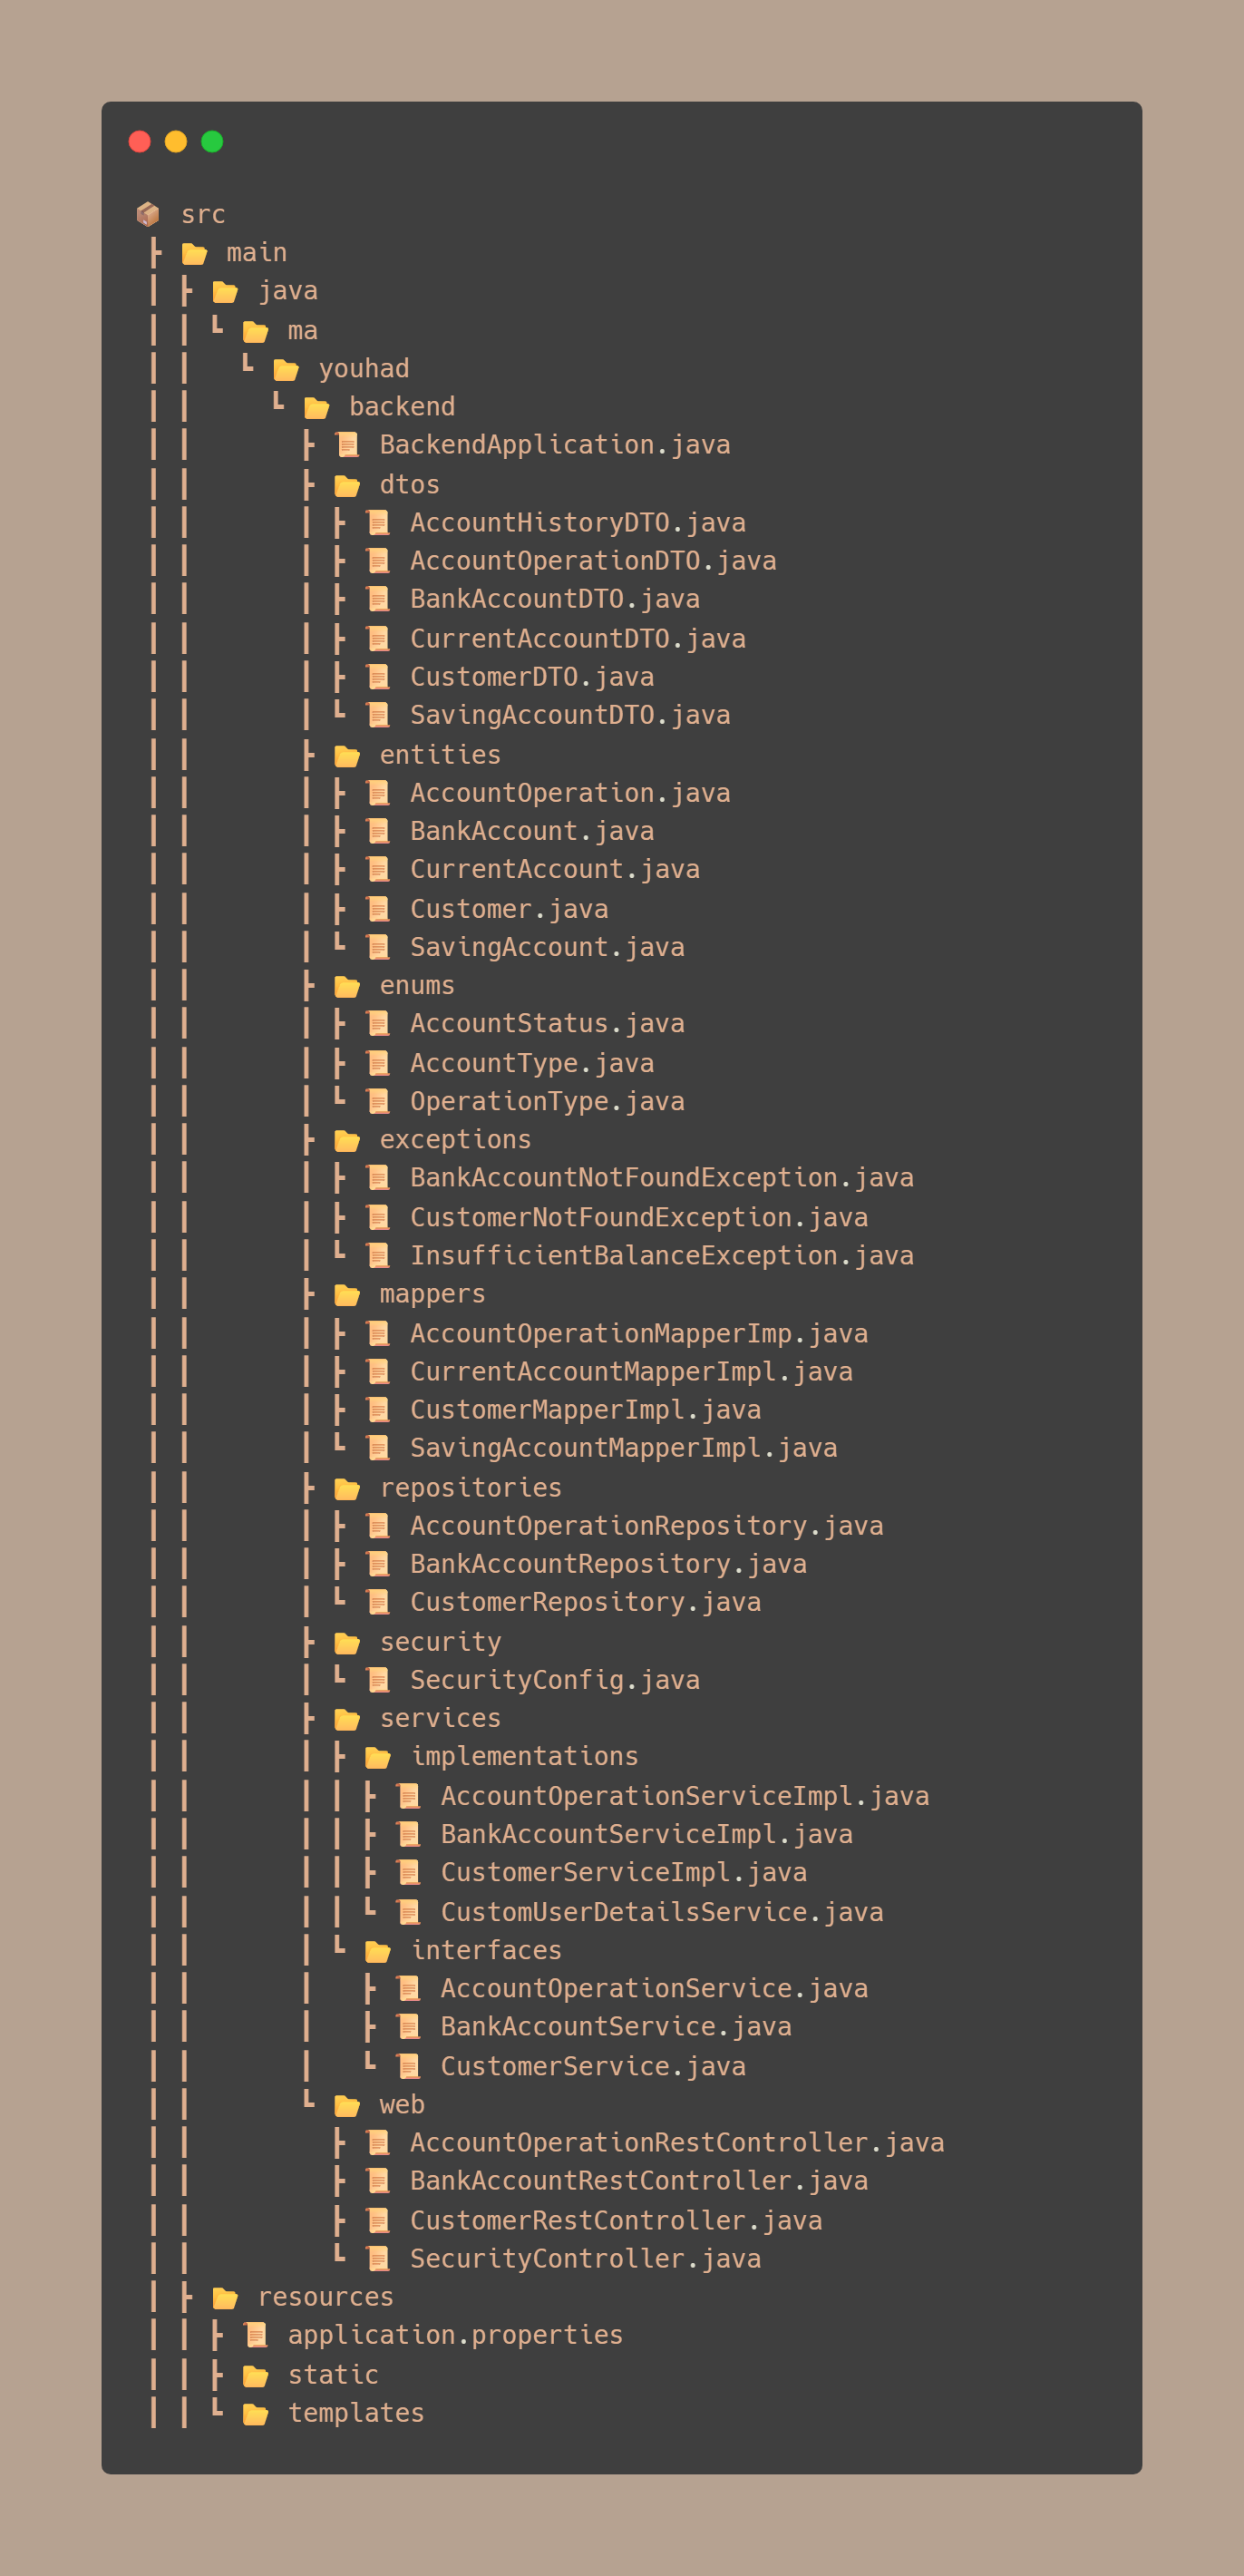 src
main
java
ma
youhad
backend
BackendApplication.java
dtos
AccountHistoryDTO.java
AccountOperationDTO.java
BankAccountDTO.java
CurrentAccountDTO.java
CustomerDTO.java
SavingAccountDTO.java
entities
AccountOperation.java
BankAccount.java
CurrentAccount.java
Customer.java
SavingAccount.java
enums
AccountStatus.java
AccountType.java
OperationType.java
exceptions
BankAccountNotFoundException.java
CustomerNotFoundException.java
InsufficientBalanceException.java
mappers
AccountOperationMapperImp.java
CurrentAccountMapperImpl.java
CustomerMapperImpl.java
SavingAccountMapperImpl.java
repositories
AccountOperationRepository.java
BankAccountRepository.java
CustomerRepository.java
security
SecurityConfig.java
services
implementations
AccountOperationServiceImpl.java
BankAccountServiceImpl.java
CustomerServiceImpl.java
CustomUserDetailsService.java
interfaces
AccountOperationService.java
BankAccountService.java
CustomerService.java
web
AccountOperationRestController.java
BankAccountRestController.java
CustomerRestController.java
SecurityController.java
resources
application.properties
static
templates